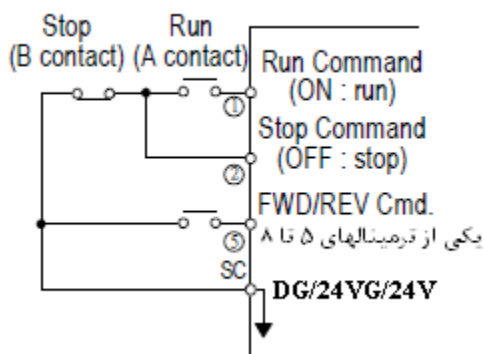 Stop Run
(B contact) (A contact)
Run Command
(ON : run)
①
Stop Command
(OFF : stop)
②
FWD/REV Cmd.
⑤ یکی از ترمینالهای ۵ تا ۸
SC
DG/24VG/24V